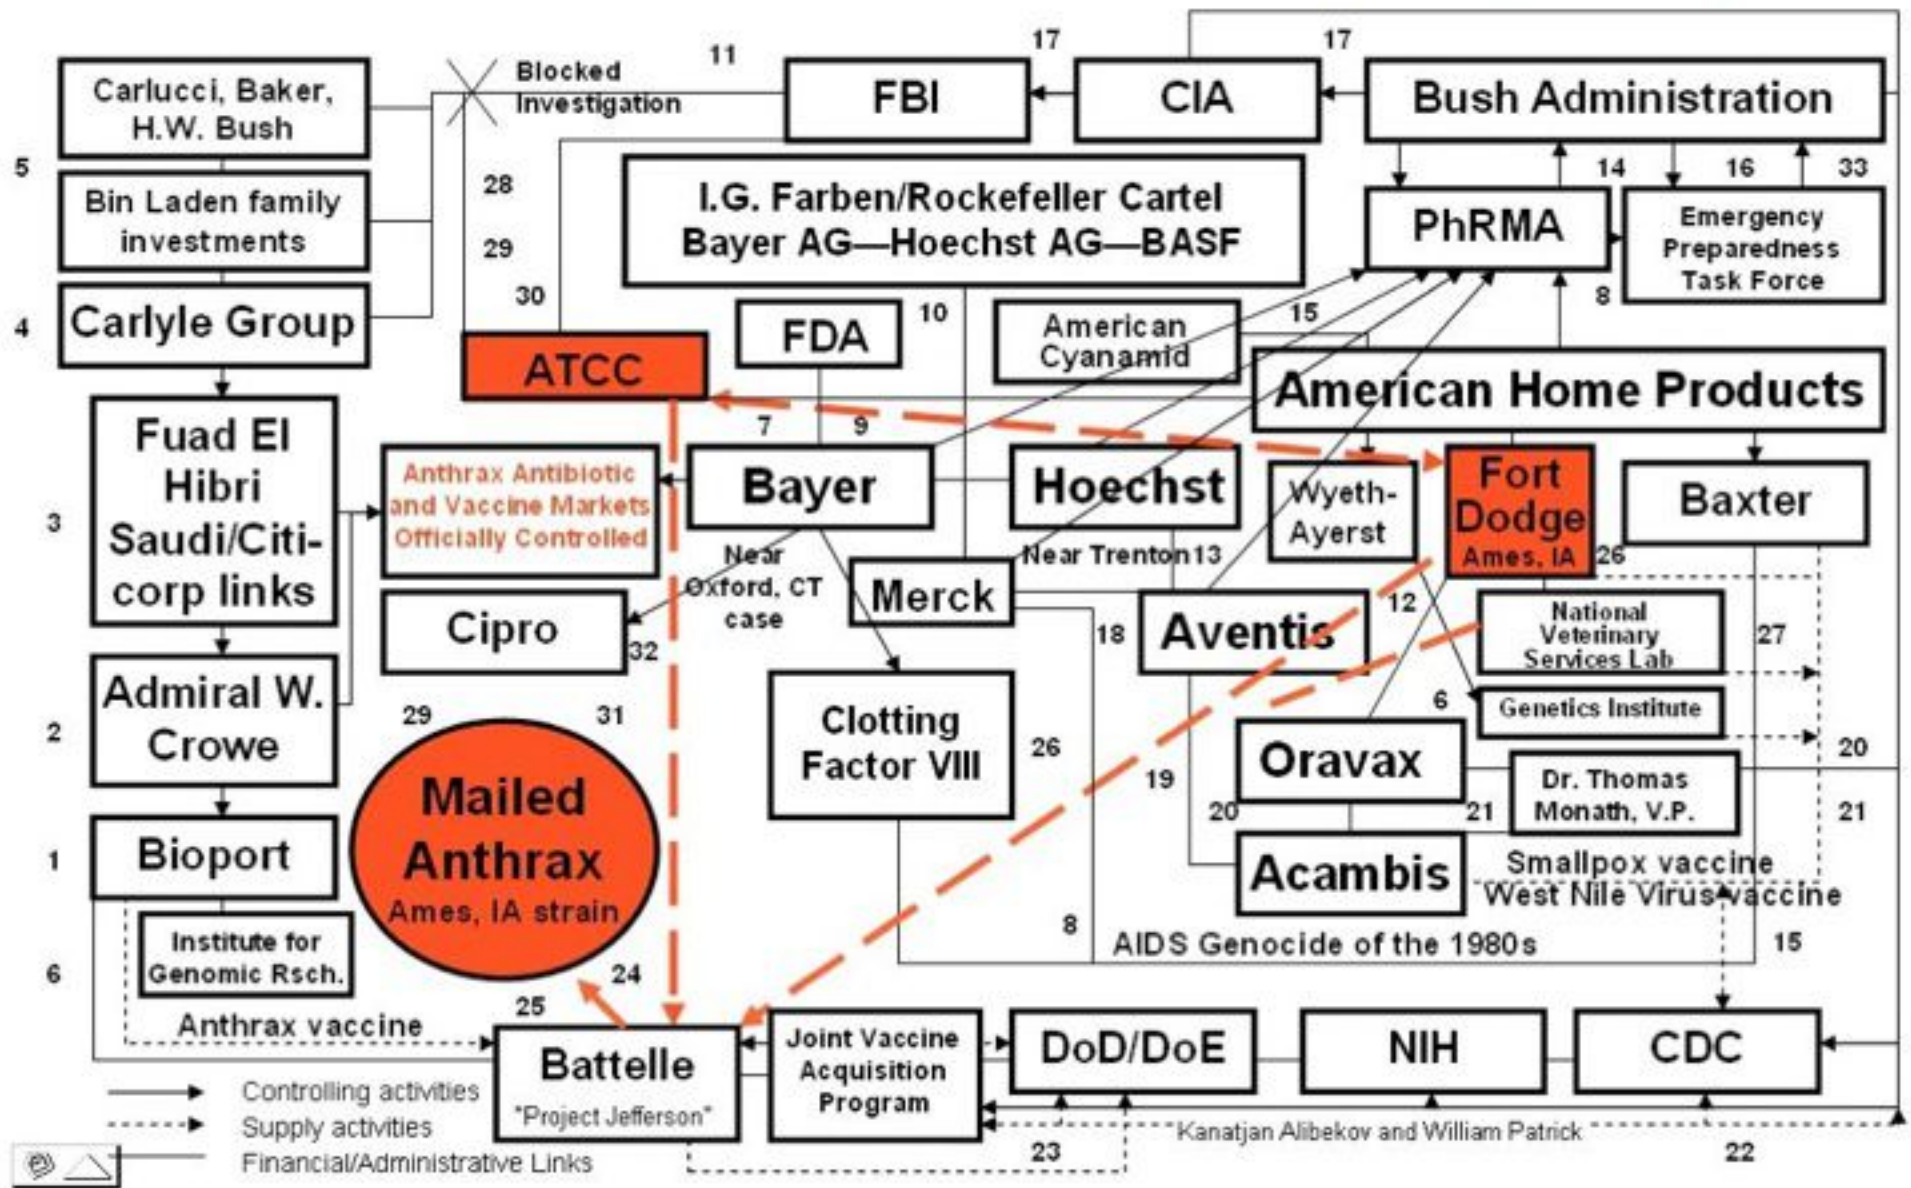 11
17
17
Carlucci, Baker,
H.W. Bush
Blocked
Investigation
FBI
CIA
Bush Administration
5
28
14
16
33
Bin Laden family
investments
29
I.G. Farben/Rockefeller Cartel
Bayer AG—Hoechst AG—BASF
PhRMA
Emergency
Preparedness
Task Force
4
Carlyle Group
30
ATCC
FDA
10
American
Cyanamid
15
8
American Home Products
3
Fuad El
Hibri
Saudi/Citi-
corp links
Anthrax Antibiotic
and Vaccine Markets
Officially Controlled
7
9
Bayer
Hoechst
Wyeth-
Ayerst
Fort
Dodge
Ames, IA
26
Baxter
Near
Oxford, CT
case
Near Trenton
13
Cipro
32
Merck
18
Aventis
12
National
Veterinary
Services Lab
27
2
Admiral W.
Crowe
29
31
Clotting
Factor VIII
26
6
Genetics Institute
19
Oravax
20
21
Dr. Thomas
Monath, V.P.
20
21
1
Bioport
Mailed
Anthrax
Ames, IA strain
Acambis
Smallpox vaccine
West Nile Virus vaccine
6
Institute for
Genomic Rsch.
24
8
AIDS Genocide of the 1980s
15
25
Anthrax vaccine
Battelle
"Project Jefferson"
Joint Vaccine
Acquisition
Program
DoD/DoE
NIH
CDC
Controlling activities
Supply activities
Financial/Administrative Links
Kanatjan Alibekov and William Patrick
23
22